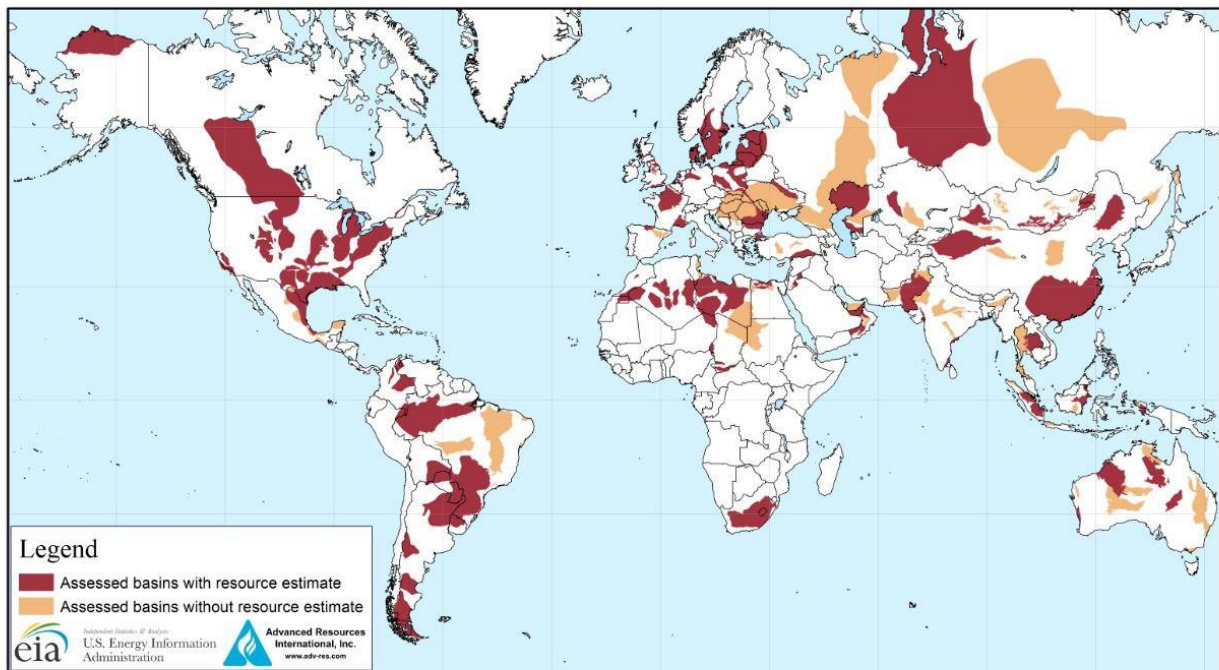 Legend
Assessed basins with resource estimate
Assessed basins without resource estimate
eia
Independent Statistics & Analysis
U.S. Energy Information
Administration
Advanced Resources
International, Inc.
www.adv-res.com